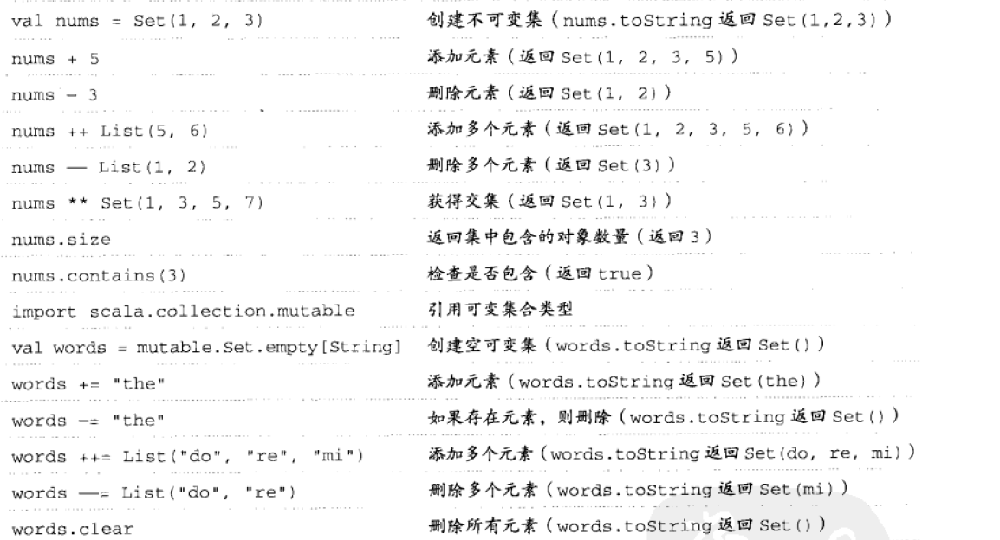 val nums = Set(1, 2, 3) 创建不可变集(nums.toString 返回 Set(1,2,3))
nums + 5 添加元素(返回 Set(1, 2, 3, 5))
nums - 3 删除元素(返回 Set(1, 2))
nums ++ List(5, 6) 添加多个元素(返回 Set(1, 2, 3, 5, 6))
nums — List(1, 2) 删除多个元素(返回 Set(3))
nums ** Set(1, 3, 5, 7) 获得交集(返回 Set(1, 3))
nums.size 返回集中包含的对象数量(返回 3)
nums.contains(3) 检查是否包含(返回 true)
import scala.collection.mutable 引用可变集合类型
val words = mutable.Set.empty[String] 创建空可变集(words.toString 返回 Set())
words += "the" 添加元素(words.toString 返回 Set(the))
words -= "the" 如果存在元素，则删除(words.toString 返回 Set())
words ++= List("do", "re", "mi") 添加多个元素(words.toString 返回 Set(do, re, mi))
words —= List("do", "re") 删除多个元素(words.toString 返回 Set(mi))
words.clear 删除所有元素(words.toString 返回 Set())